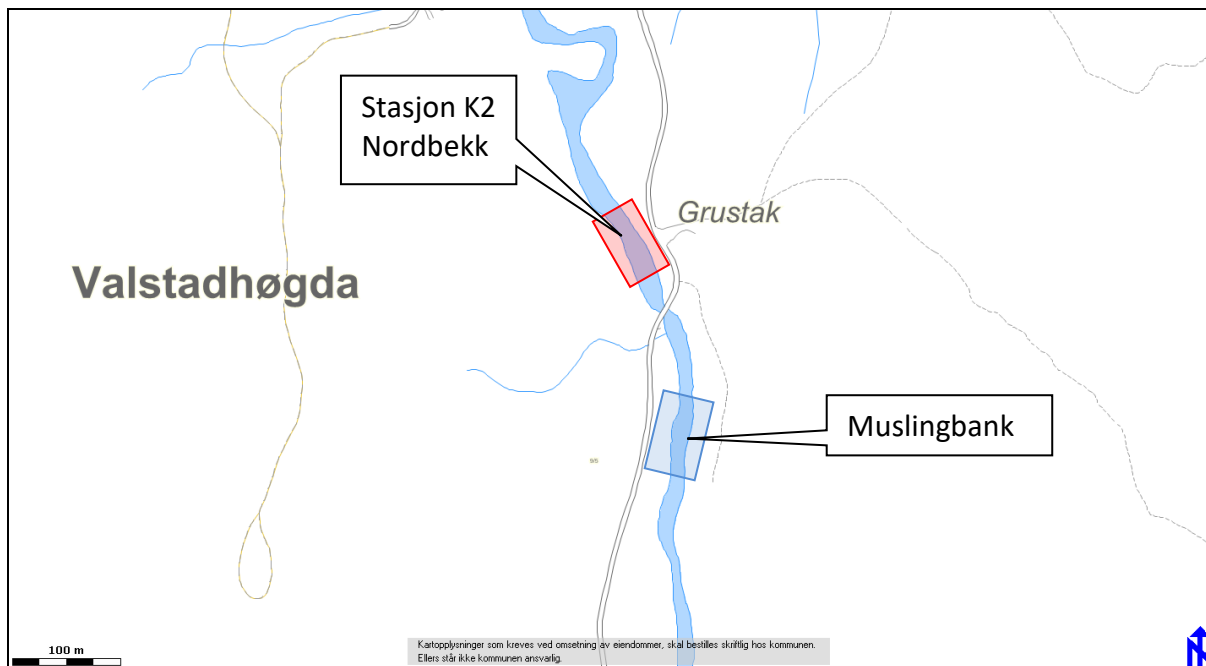 Stasjon K2
Nordbekk
Grustak
Valstadhøgda
Muslingbank
100 m
Kartopplysninger som kreves ved omsetning av eiendommer, skal bestilles skriftlig hos kommunen.
Ellers står ikke kommunen ansvarlig.
N